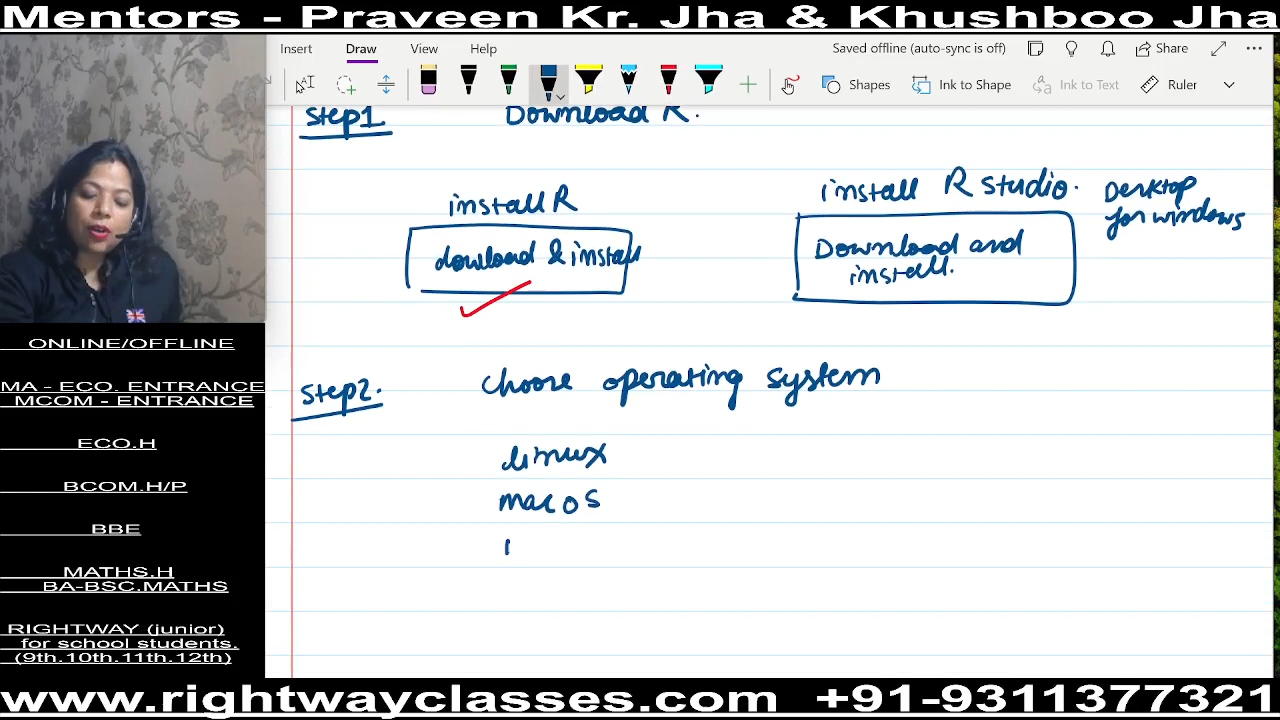 Mentors - Praveen Kr. Jha & Khushboo Jha
Insert Draw View Help Saved offline (auto-sync is off) Share
Shapes Ink to Shape Ink to Text Ruler
Step1 Download R.
install R install R studio. Desktop
for windows
dowload & install Download and
install.
Step2. choose operating system
linux
mac OS
ONLINE/OFFLINE
MA - ECO. ENTRANCE
MCOM - ENTRANCE
ECO.H
BCOM.H/P
BBE
MATHS.H
BA-BSC.MATHS
RIGHTWAY (junior)
for school students.
(9th.10th.11th.12th)
www.rightwayclasses.com +91-9311377321